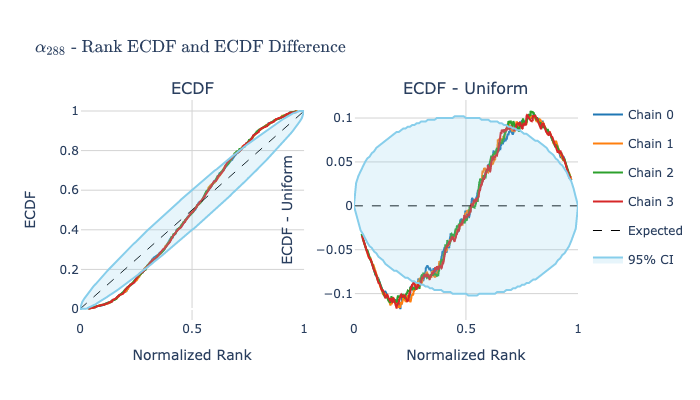 α₂₈₈ - Rank ECDF and ECDF Difference
ECDF
ECDF - Uniform
ECDF
1
0.8
0.6
0.4
0.2
0
0
0.5
1
Normalized Rank
ECDF - Uniform
0.1
0.05
0
−0.05
−0.1
0
0.5
1
Normalized Rank
Chain 0
Chain 1
Chain 2
Chain 3
Expected
95% CI